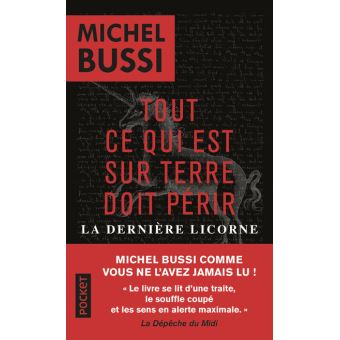 MICHEL
BUSSI
TOUT
CE QUI EST
SUR TERRE
DOIT PÉRIR
LA DERNIÈRE LICORNE
MICHEL BUSSI COMME
VOUS NE L'AVEZ JAMAIS LU !
« Le livre se lit d'une traite,
le souffle coupé
et les sens en alerte maximale. »
La Dépêche du Midi
POCKET